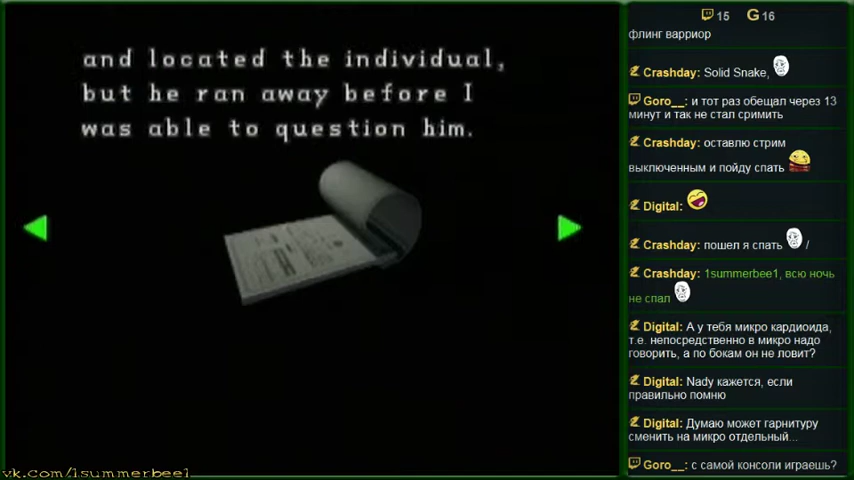 and located the individual,
but he ran away before I
was able to question him.
15 G 16
флинг варриор
Crashday: Solid Snake,
Goro__: и тот раз обещал через 13
минут и так не стал сримить
Crashday: оставлю стрим
выключенным и пойду спать
Digital:
Crashday: пошел я спать /
Crashday: 1summerbee1, всю ночь
не спал
Digital: А у тебя микро кардиоида,
т.е. непосредственно в микро надо
говорить, а по бокам он не ловит?
Digital: Nady кажется, если
правильно помню
Digital: Думаю может гарнитуру
сменить на микро отдельный...
Goro__: с самой консоли играешь?
vk.com/1summerbee1